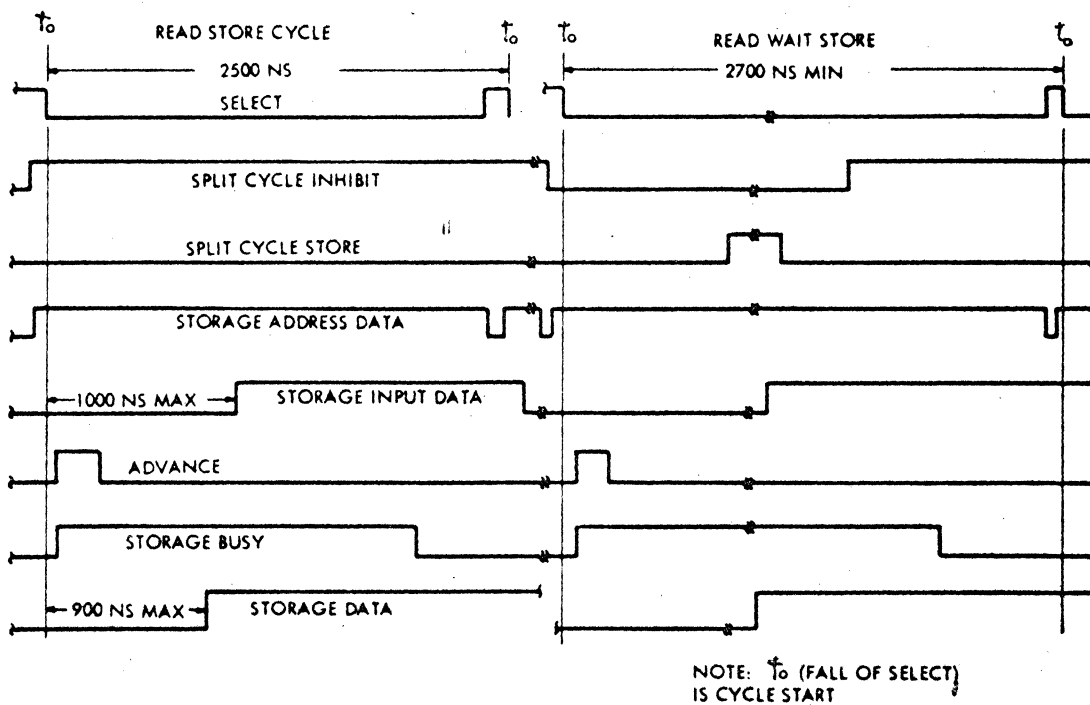 t₀ t₀ t₀ t₀
READ STORE CYCLE
READ WAIT STORE
2500 NS
2700 NS MIN
SELECT
SPLIT CYCLE INHIBIT
SPLIT CYCLE STORE
STORAGE ADDRESS DATA
1000 NS MAX
STORAGE INPUT DATA
ADVANCE
STORAGE BUSY
900 NS MAX
STORAGE DATA
NOTE: t₀ (FALL OF SELECT)
IS CYCLE START